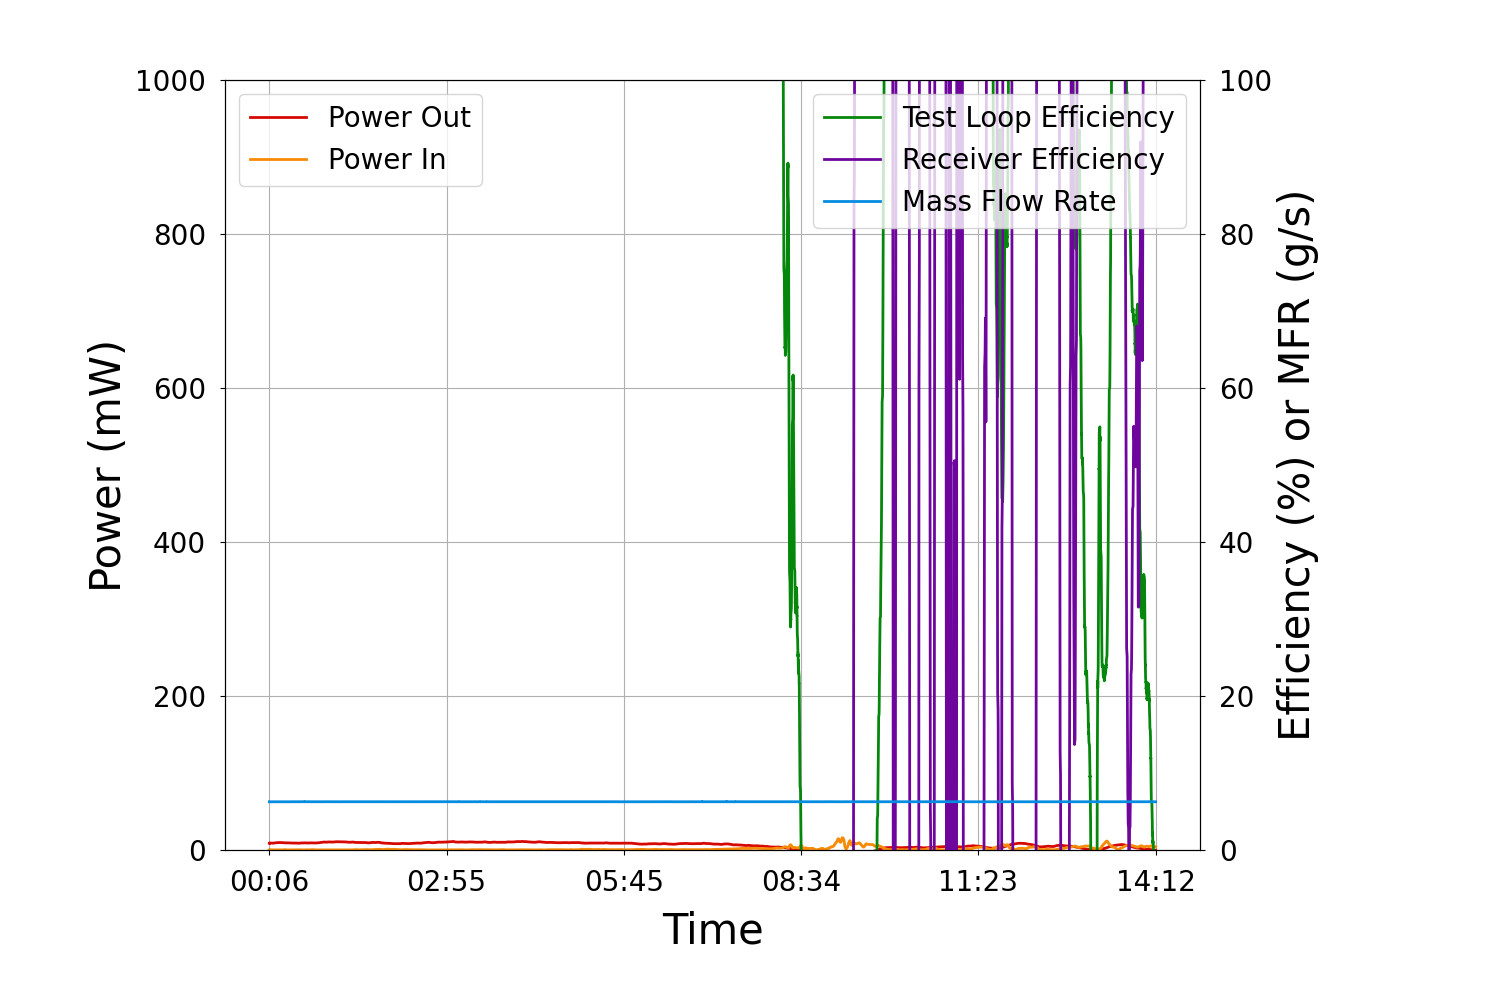 1000
800
600
400
200
0
Power (mW)
Power Out
Power In
Test Loop Efficiency
Receiver Efficiency
Mass Flow Rate
100
80
60
40
20
0
Efficiency (%) or MFR (g/s)
00:06 02:55 05:45 08:34 11:23 14:12
Time